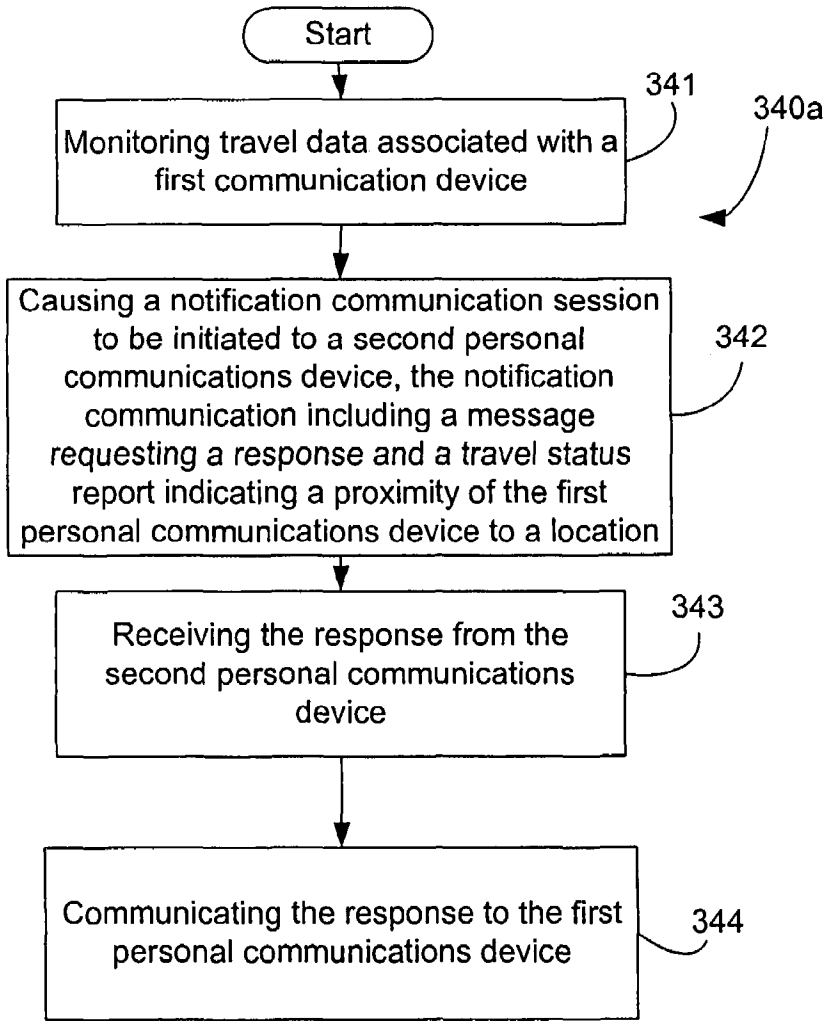 Start
341
340a
Monitoring travel data associated with a
first communication device
Causing a notification communication session
to be initiated to a second personal
communications device, the notification
communication including a message
requesting a response and a travel status
report indicating a proximity of the first
personal communications device to a location
342
Receiving the response from the
second personal communications
device
343
Communicating the response to the first
personal communications device
344